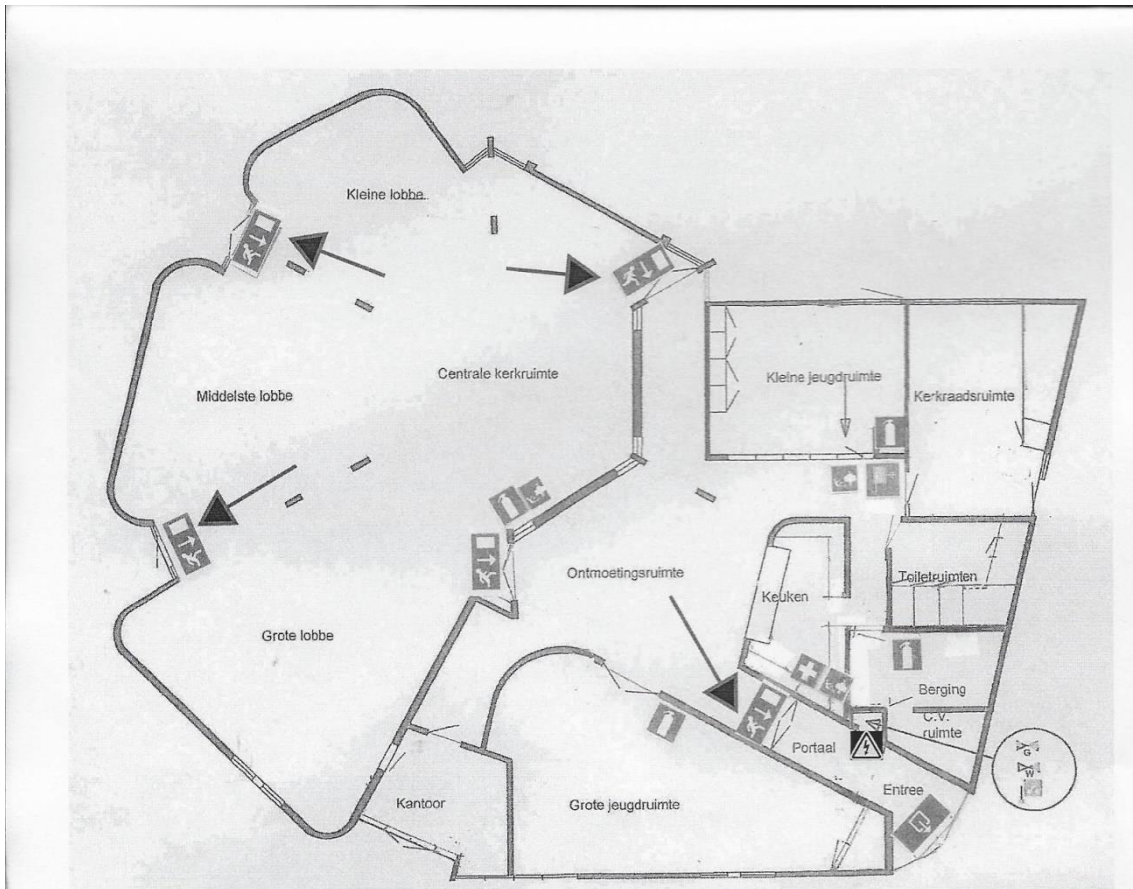 Kleine lobbe
Middelste lobbe
Centrale kerkruimte
Kleine jeugdruimte
Kerkraadsruimte
Ontmoetingsruimte
Keuken
Toiletruimten
Grote lobbe
Berging
C.V.
ruimte
Portaal
Entree
Kantoor
Grote jeugdruimte
G
W